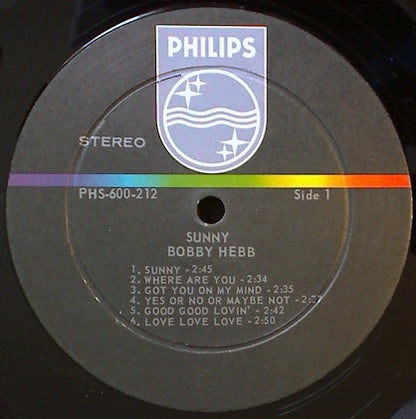 PHILIPS
STEREO
PHS-600-212 Side 1
SUNNY
BOBBY HEBB
1. SUNNY - 2:45
2. WHERE ARE YOU - 2:34
3. GOT YOU ON MY MIND - 2:35
4. YES OR NO OR MAYBE NOT - 2:27
5. GOOD GOOD LOVIN' - 2:42
6. LOVE LOVE LOVE - 2:50